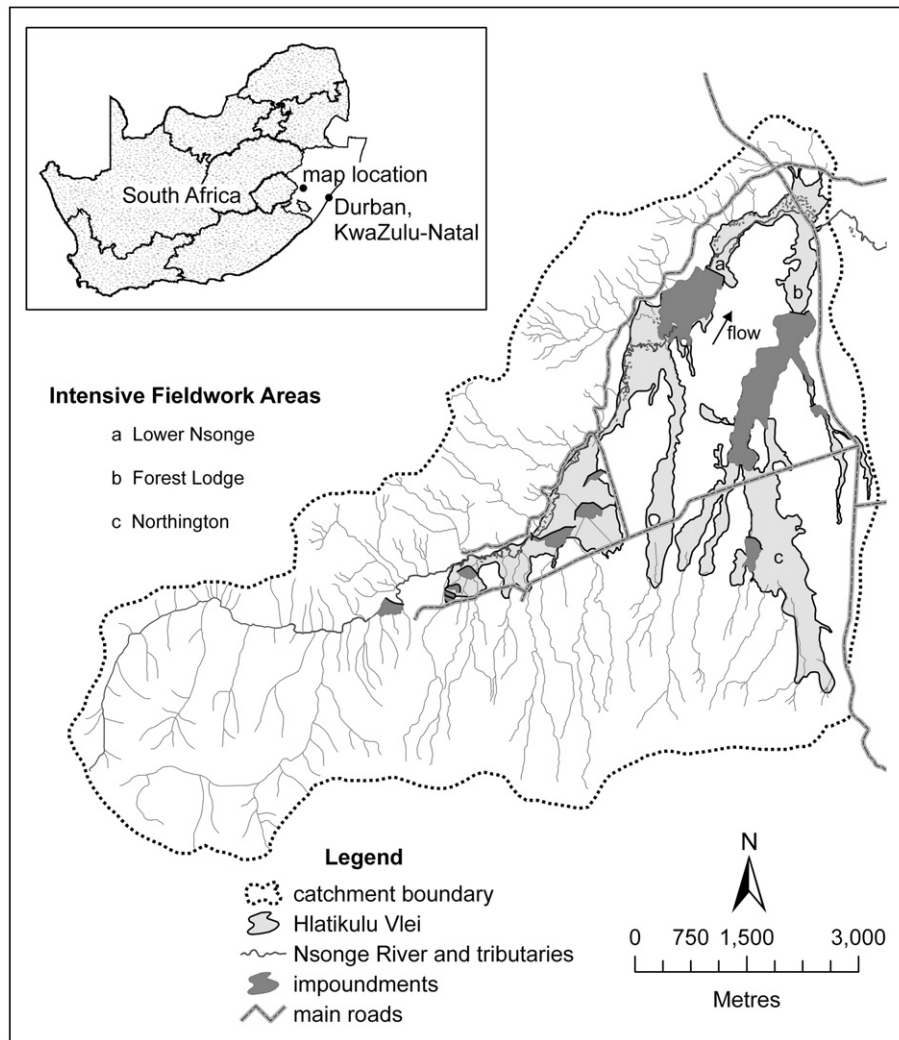 South Africa
map location
Durban,
KwaZulu-Natal
a
b
flow
c
Intensive Fieldwork Areas
a Lower Nsonge
b Forest Lodge
c Northington
Legend
catchment boundary
Hlatikulu Vlei
Nsonge River and tributaries
impoundments
main roads
N
0 750 1,500 3,000
Metres